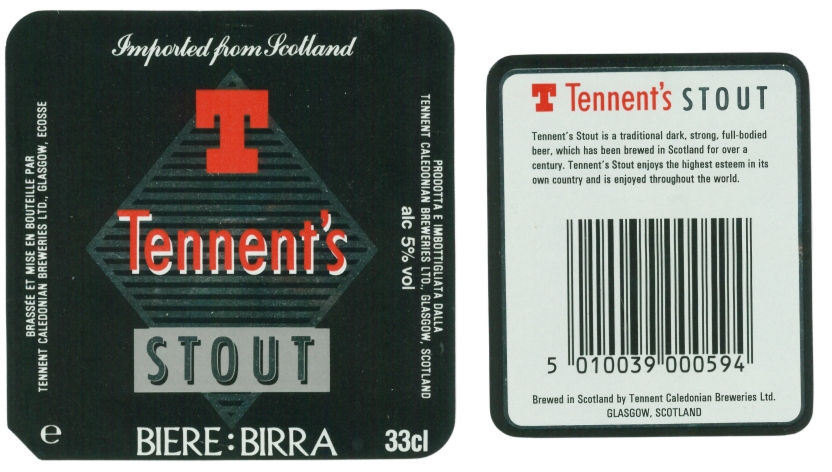 Imported from Scotland
T
Tennent's
STOUT
BIERE : BIRRA
33cl
e
BRASSÉE ET MISE EN BOUTEILLE PAR
TENNENT CALEDONIAN BREWERIES LTD., GLASGOW, ECOSSE
PRODOTTA E IMBOTTIGLIATA DALLA
TENNENT CALEDONIAN BREWERIES LTD., GLASGOW, SCOTLAND
alc 5% vol
T Tennent's STOUT
Tennent's Stout is a traditional dark, strong, full-bodied
beer, which has been brewed in Scotland for over a
century. Tennent's Stout enjoys the highest esteem in its
own country and is enjoyed throughout the world.
5 010039 000594
Brewed in Scotland by Tennent Caledonian Breweries Ltd.
GLASGOW, SCOTLAND